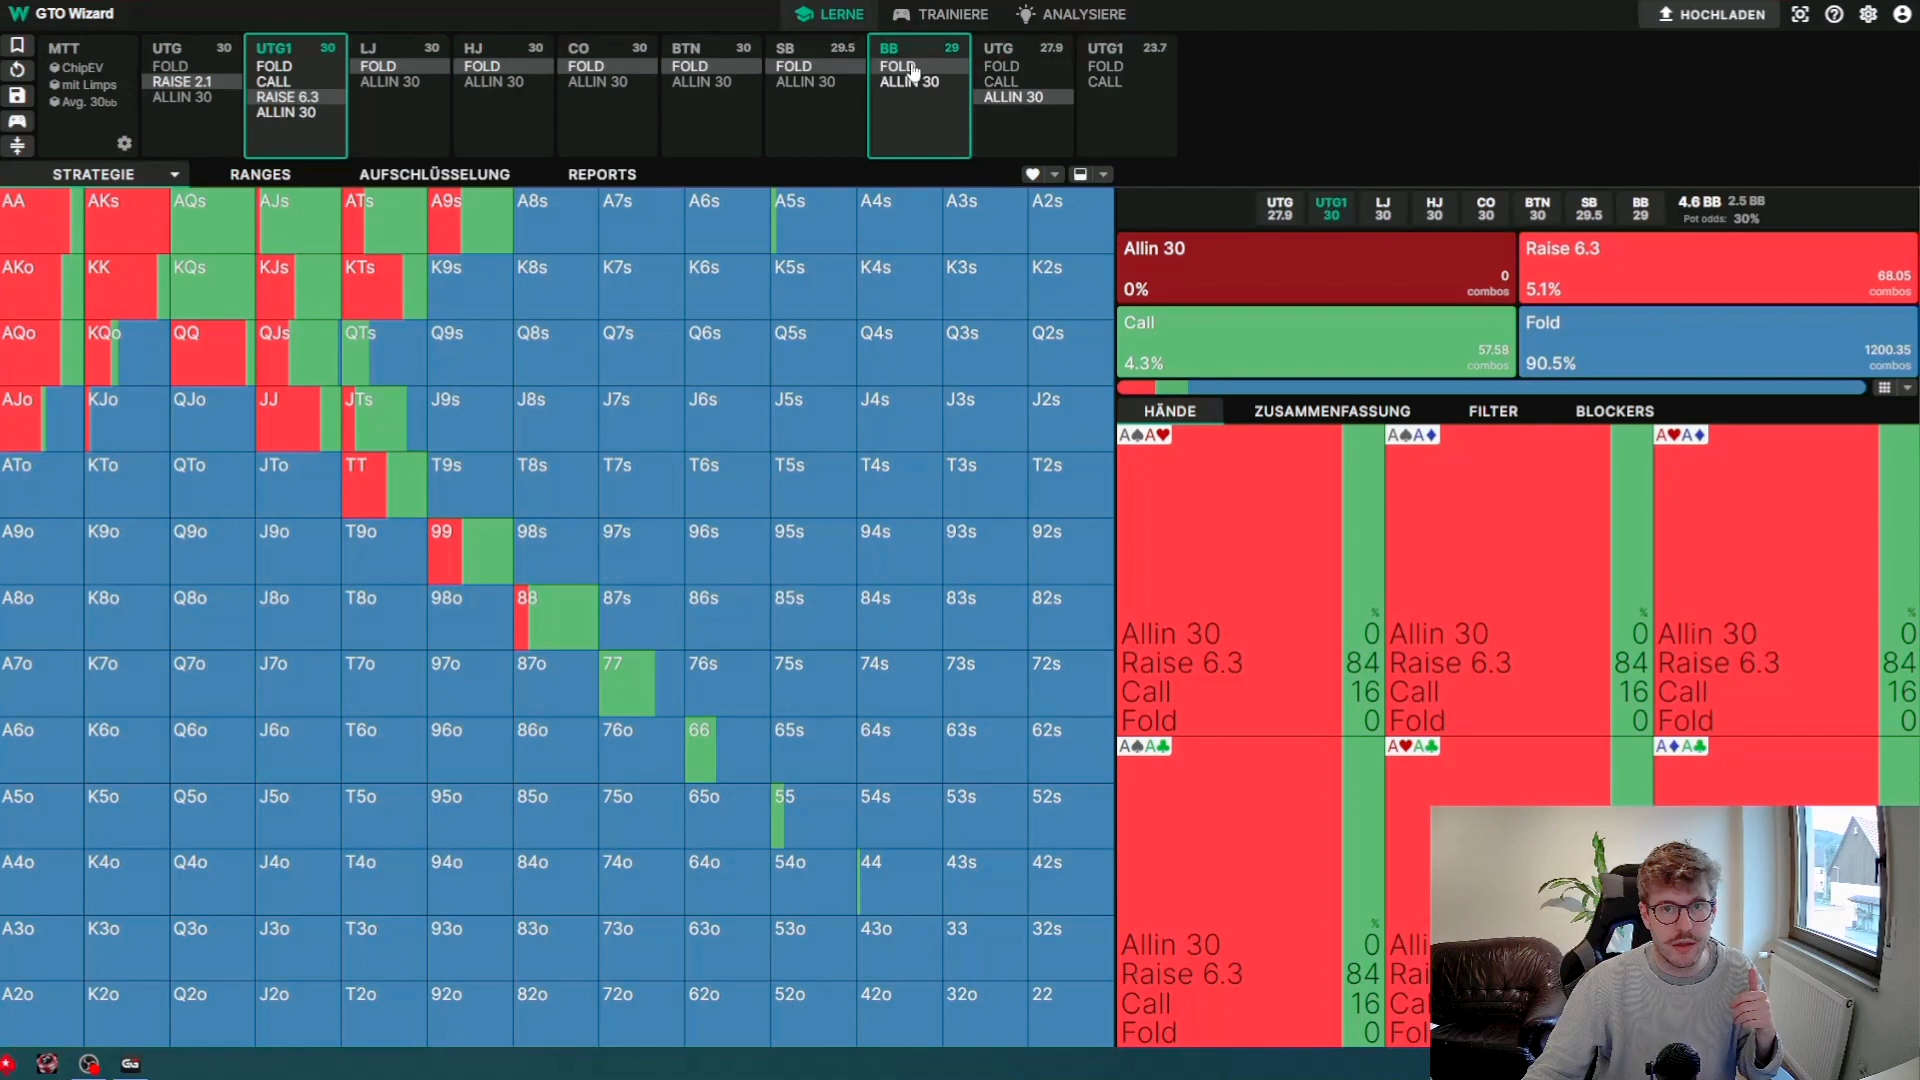 GTO Wizard
LERNE
TRAINIERE
ANALYSIERE
HOCHLADEN
MTT
ChipEV
mit Limps
Avg. 30bb
UTG 30
FOLD
RAISE 2.1
ALLIN 30
UTG1 30
FOLD
CALL
RAISE 6.3
ALLIN 30
LJ 30
FOLD
ALLIN 30
HJ 30
FOLD
ALLIN 30
CO 30
FOLD
ALLIN 30
BTN 30
FOLD
ALLIN 30
SB 29.5
FOLD
ALLIN 30
BB 29
FOLD
ALLIN 30
UTG 27.9
FOLD
CALL
ALLIN 30
UTG1 23.7
FOLD
CALL
STRATEGIE RANGES AUFSCHLÜSSELUNG REPORTS
AA AKs AQs AJs ATs A9s A8s A7s A6s A5s A4s A3s A2s
AKo KK KQs KJs KTs K9s K8s K7s K6s K5s K4s K3s K2s
AQo KQo QQ QJs QTs Q9s Q8s Q7s Q6s Q5s Q4s Q3s Q2s
AJo KJo QJo JJ JTs J9s J8s J7s J6s J5s J4s J3s J2s
ATo KTo QTo JTo TT T9s T8s T7s T6s T5s T4s T3s T2s
A9o K9o Q9o J9o T9o 99 98s 97s 96s 95s 94s 93s 92s
A8o K8o Q8o J8o T8o 98o 88 87s 86s 85s 84s 83s 82s
A7o K7o Q7o J7o T7o 97o 87o 77 76s 75s 74s 73s 72s
A6o K6o Q6o J6o T6o 96o 86o 76o 66 65s 64s 63s 62s
A5o K5o Q5o J5o T5o 95o 85o 75o 65o 55 54s 53s 52s
A4o K4o Q4o J4o T4o 94o 84o 74o 64o 54o 44 43s 42s
A3o K3o Q3o J3o T3o 93o 83o 73o 63o 53o 43o 33 32s
A2o K2o Q2o J2o T2o 92o 82o 72o 62o 52o 42o 32o 22
UTG UTG1 LJ HJ CO BTN SB BB 4.6 BB 2.5 BB
27.9 30 30 30 30 30 29.5 29 Pot odds: 30%
Allin 30
0%
0
combos
Raise 6.3
5.1%
68.05
combos
Call
4.3%
57.58
combos
Fold
90.5%
1200.35
combos
HÄNDE ZUSAMMENFASSUNG FILTER BLOCKERS
A♠A♥ A♠A♦ A♥A♦
% % %
Allin 30 0 Allin 30 0 Allin 30 0
Raise 6.3 84 Raise 6.3 84 Raise 6.3 84
Call 16 Call 16 Call 16
Fold 0 Fold 0 Fold 0
A♠A♣ A♥A♣ A♦A♣
%
Allin 30 0 Alli
Raise 6.3 84 Rai
Call 16 Ca
Fold 0 Fol
GG